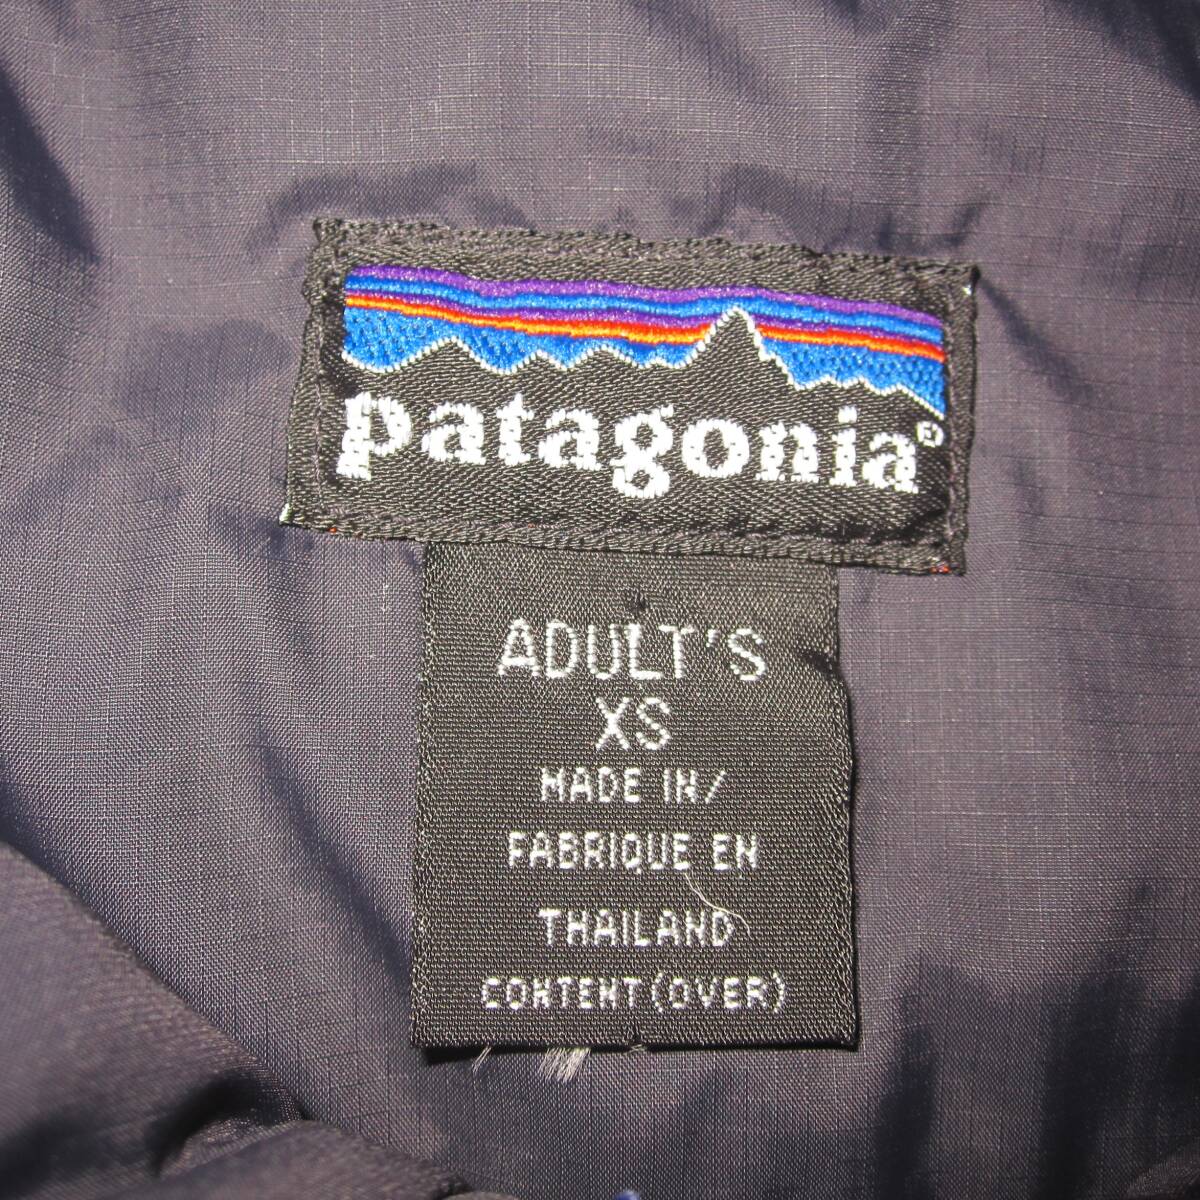 patagonia®
ADULT'S
XS
MADE IN/
FABRIQUE EN
THAILAND
CONTENT (OVER)